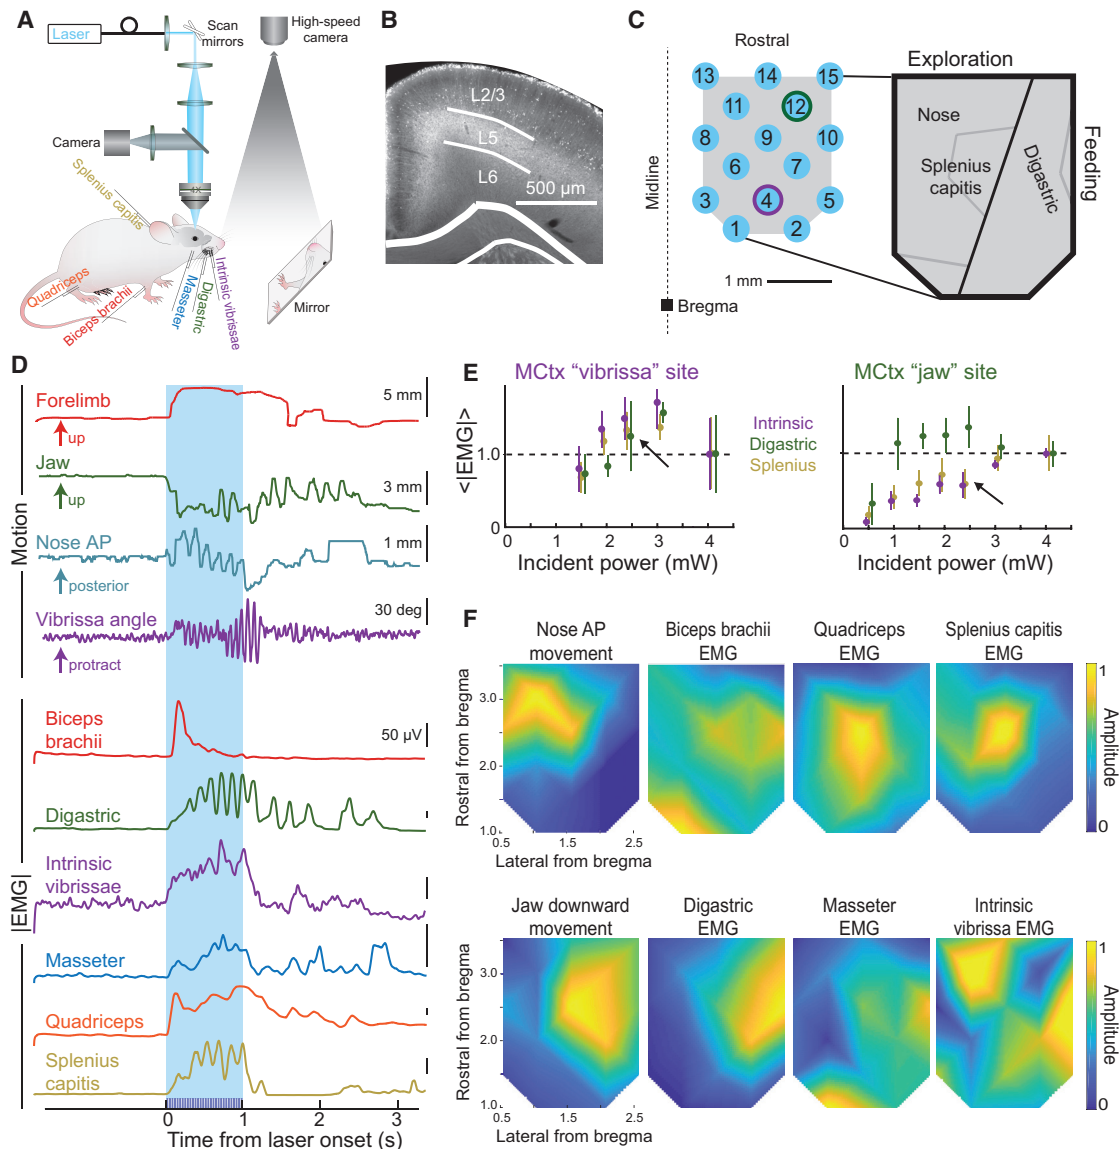 A
Laser
Scan
mirrors
High-speed
camera
Camera
4X
Splenius capitis
Quadriceps
Biceps brachii
Masseter
Digastric
Intrinsic vibrissae
Mirror
B
L2/3
L5
L6
500 µm
C
Rostral
Midline
13
14
15
11
12
8
9
10
6
7
3
4
5
1
2
1 mm
Bregma
Exploration
Feeding
Nose
Splenius
capitis
Digastric
D
Motion
Forelimb
up
5 mm
Jaw
up
3 mm
Nose AP
posterior
1 mm
Vibrissa angle
protract
30 deg
|EMG|
Biceps
brachii
50 µV
Digastric
Intrinsic
vibrissae
Masseter
Quadriceps
Splenius
capitis
0 1 2 3
Time from laser onset (s)
E
MCtx “vibrissa” site
<|EMG|>
1.0
0
0 1 2 3 4
Incident power (mW)
Intrinsic
Digastric
Splenius
MCtx “jaw” site
0 1 2 3 4
Incident power (mW)
F
Nose AP
movement
Biceps brachii
EMG
Quadriceps
EMG
Splenius capitis
EMG
Rostral from bregma
3.0
2.0
1.0
0.5 1.5 2.5
Lateral from bregma
1
0
Amplitude
Jaw downward
movement
Digastric
EMG
Masseter
EMG
Intrinsic
vibrissa EMG
Rostral from bregma
3.0
2.0
1.0
0.5 1.5 2.5
Lateral from bregma
1
0
Amplitude